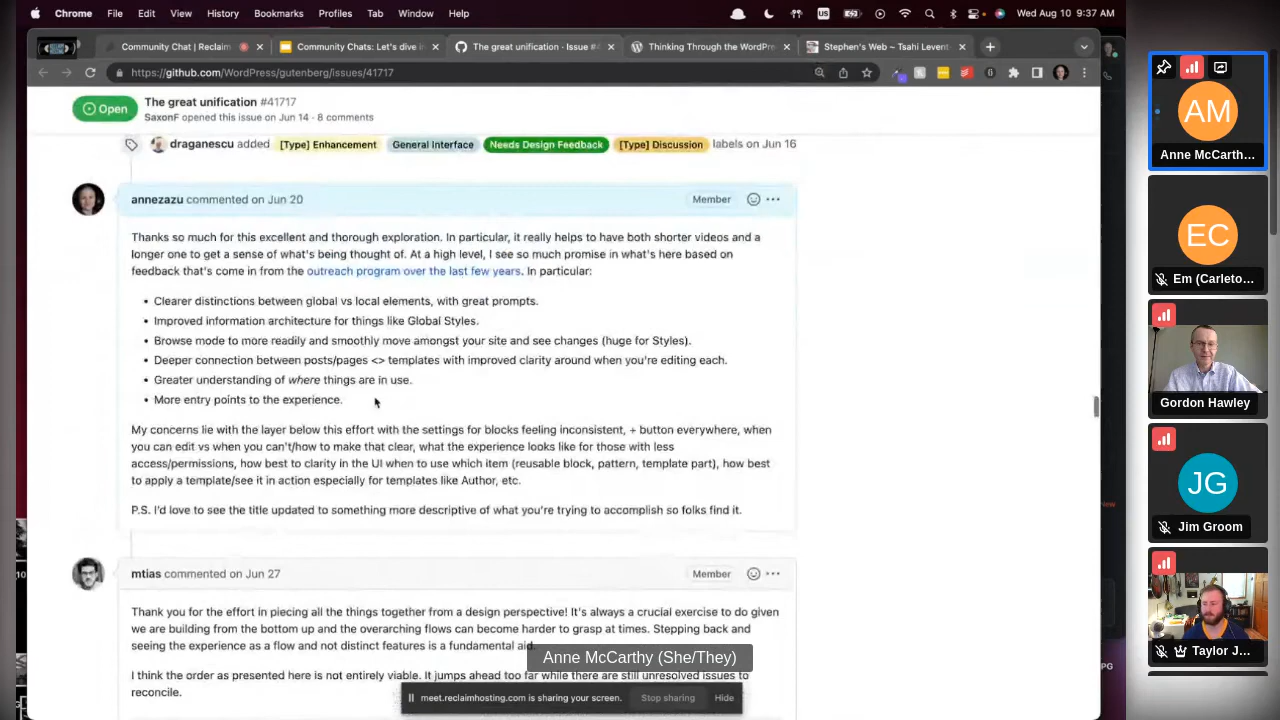 Chrome File Edit View History Bookmarks Profiles Tab Window Help
US
Wed Aug 10 9:37 AM
Community Chat | Reclaim
Community Chats: Let's dive i
The great unification · Issue #4
Thinking Through the WordPre
Stephen's Web ~ Tsahi Levent-
https://github.com/WordPress/gutenberg/issues/41717
Open
The great unification #41717
SaxonF opened this issue on Jun 14 · 8 comments
draganescu added [Type] Enhancement General Interface Needs Design Feedback [Type] Discussion labels on Jun 16
annezazu commented on Jun 20
Member
Thanks so much for this excellent and thorough exploration. In particular, it really helps to have both shorter videos and a
longer one to get a sense of what's being thought of. At a high level, I see so much promise in what's here based on
feedback that's come in from the outreach program over the last few years. In particular:
• Clearer distinctions between global vs local elements, with great prompts.
• Improved information architecture for things like Global Styles.
• Browse mode to more readily and smoothly move amongst your site and see changes (huge for Styles).
• Deeper connection between posts/pages <> templates with improved clarity around when you're editing each.
• Greater understanding of where things are in use.
• More entry points to the experience.
My concerns lie with the layer below this effort with the settings for blocks feeling inconsistent, + button everywhere, when
you can edit vs when you can't/how to make that clear, what the experience looks like for those with less
access/permissions, how best to clarity in the UI when to use which item (reusable block, pattern, template part), how best
to apply a template/see it in action especially for templates like Author, etc.
P.S. I'd love to see the title updated to something more descriptive of what you're trying to accomplish so folks find it.
mtias commented on Jun 27
Member
Thank you for the effort in piecing all the things together from a design perspective! It's always a crucial exercise to do given
we are building from the bottom up and the overarching flows can become harder to grasp at times. Stepping back and
seeing the experience as a flow and not distinct features is a fundamental aid.
I think the order as presented here is not entirely viable. It jumps ahead too far while there are still unresolved issues to
reconcile.
Anne McCarthy (She/They)
meet.reclaimhosting.com is sharing your screen.
Stop sharing
Hide
AM
Anne McCarth...
EC
Em (Carleto...
Gordon Hawley
JG
Jim Groom
Taylor J...